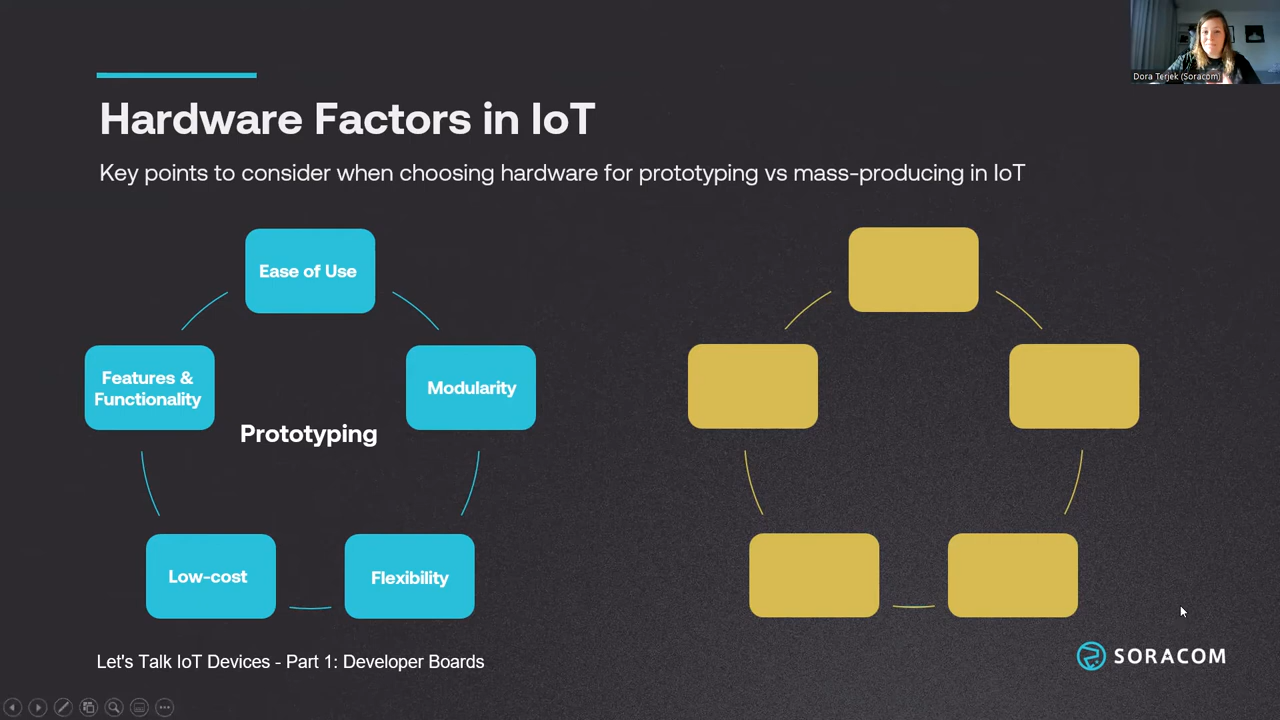 Dora Terjek (Soracom)
Hardware Factors in IoT
Key points to consider when choosing hardware for prototyping vs mass-producing in IoT
Ease of Use
Features &
Functionality
Modularity
Prototyping
Low-cost
Flexibility
Let's Talk IoT Devices - Part 1: Developer Boards
SORACOM